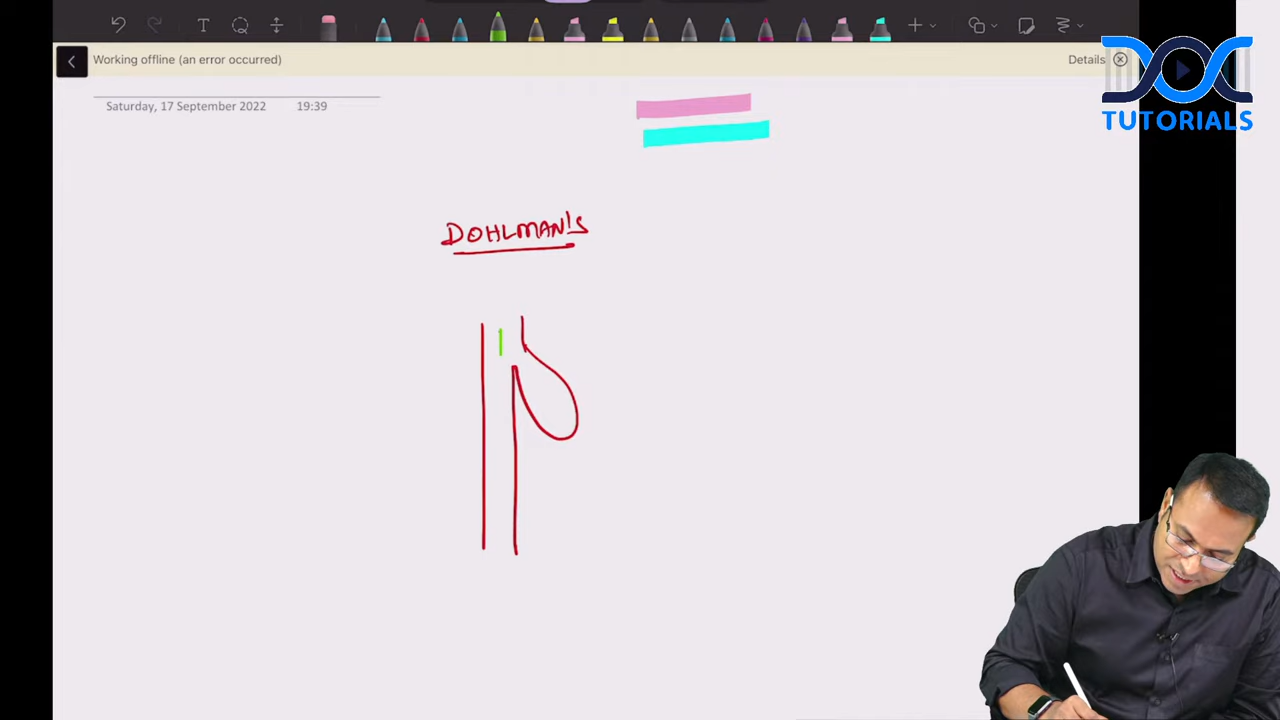 Working offline (an error occurred)
Details
Saturday, 17 September 2022 19:39
DOHLMAN'S
TUTORIALS